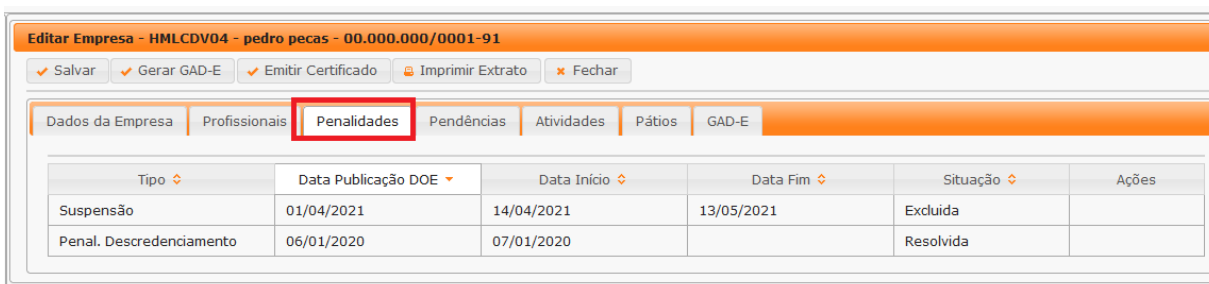 Editar Empresa - HMLCDV04 - pedro pecas - 00.000.000/0001-91
Salvar Gerar GAD-E Emitir Certificado Imprimir Extrato Fechar
Dados da Empresa Profissionais Penalidades Pendências Atividades Pátios GAD-E
Tipo Data Publicação DOE Data Início Data Fim Situação Ações
Suspensão 01/04/2021 14/04/2021 13/05/2021 Excluida
Penal. Descredenciamento 06/01/2020 07/01/2020 Resolvida